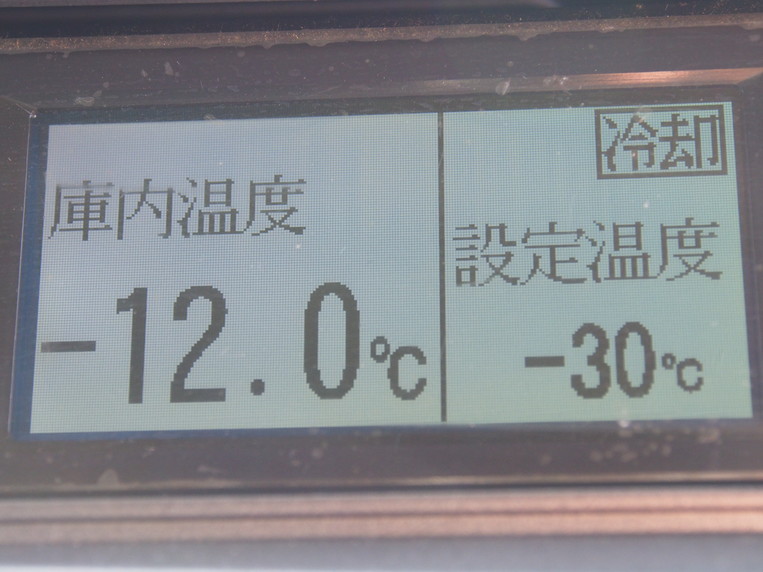 庫内温度
-12.0℃
冷却
設定温度
-30℃